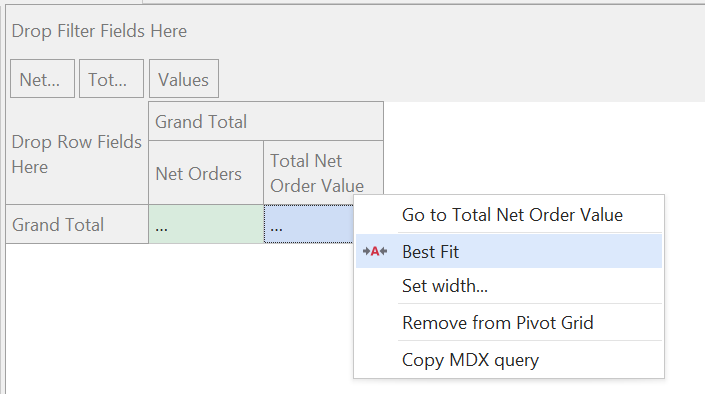 Drop Filter Fields Here
Net... Tot... Values
Grand Total
Drop Row Fields
Here
Net Orders
Total Net
Order Value
Grand Total ... ...
Go to Total Net Order Value
A Best Fit
Set width...
Remove from Pivot Grid
Copy MDX query